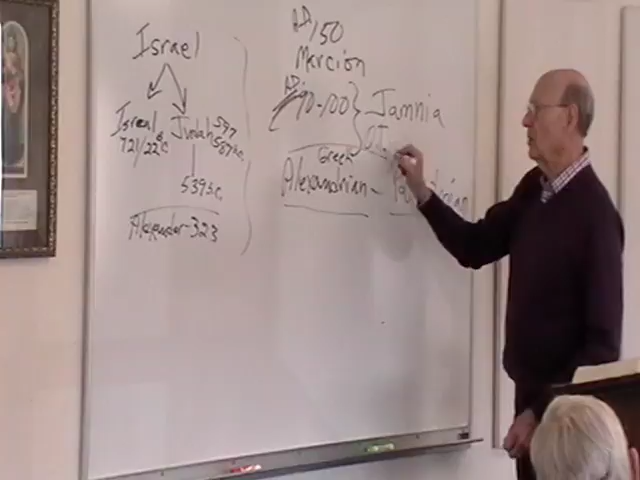 Israel
Israel Judah 597
721/22BC 587BC
539BC
Alexander-323
AD/150
Marcion
AD
90-100 } Jamnia
OT.
Greek
Alexandrian -